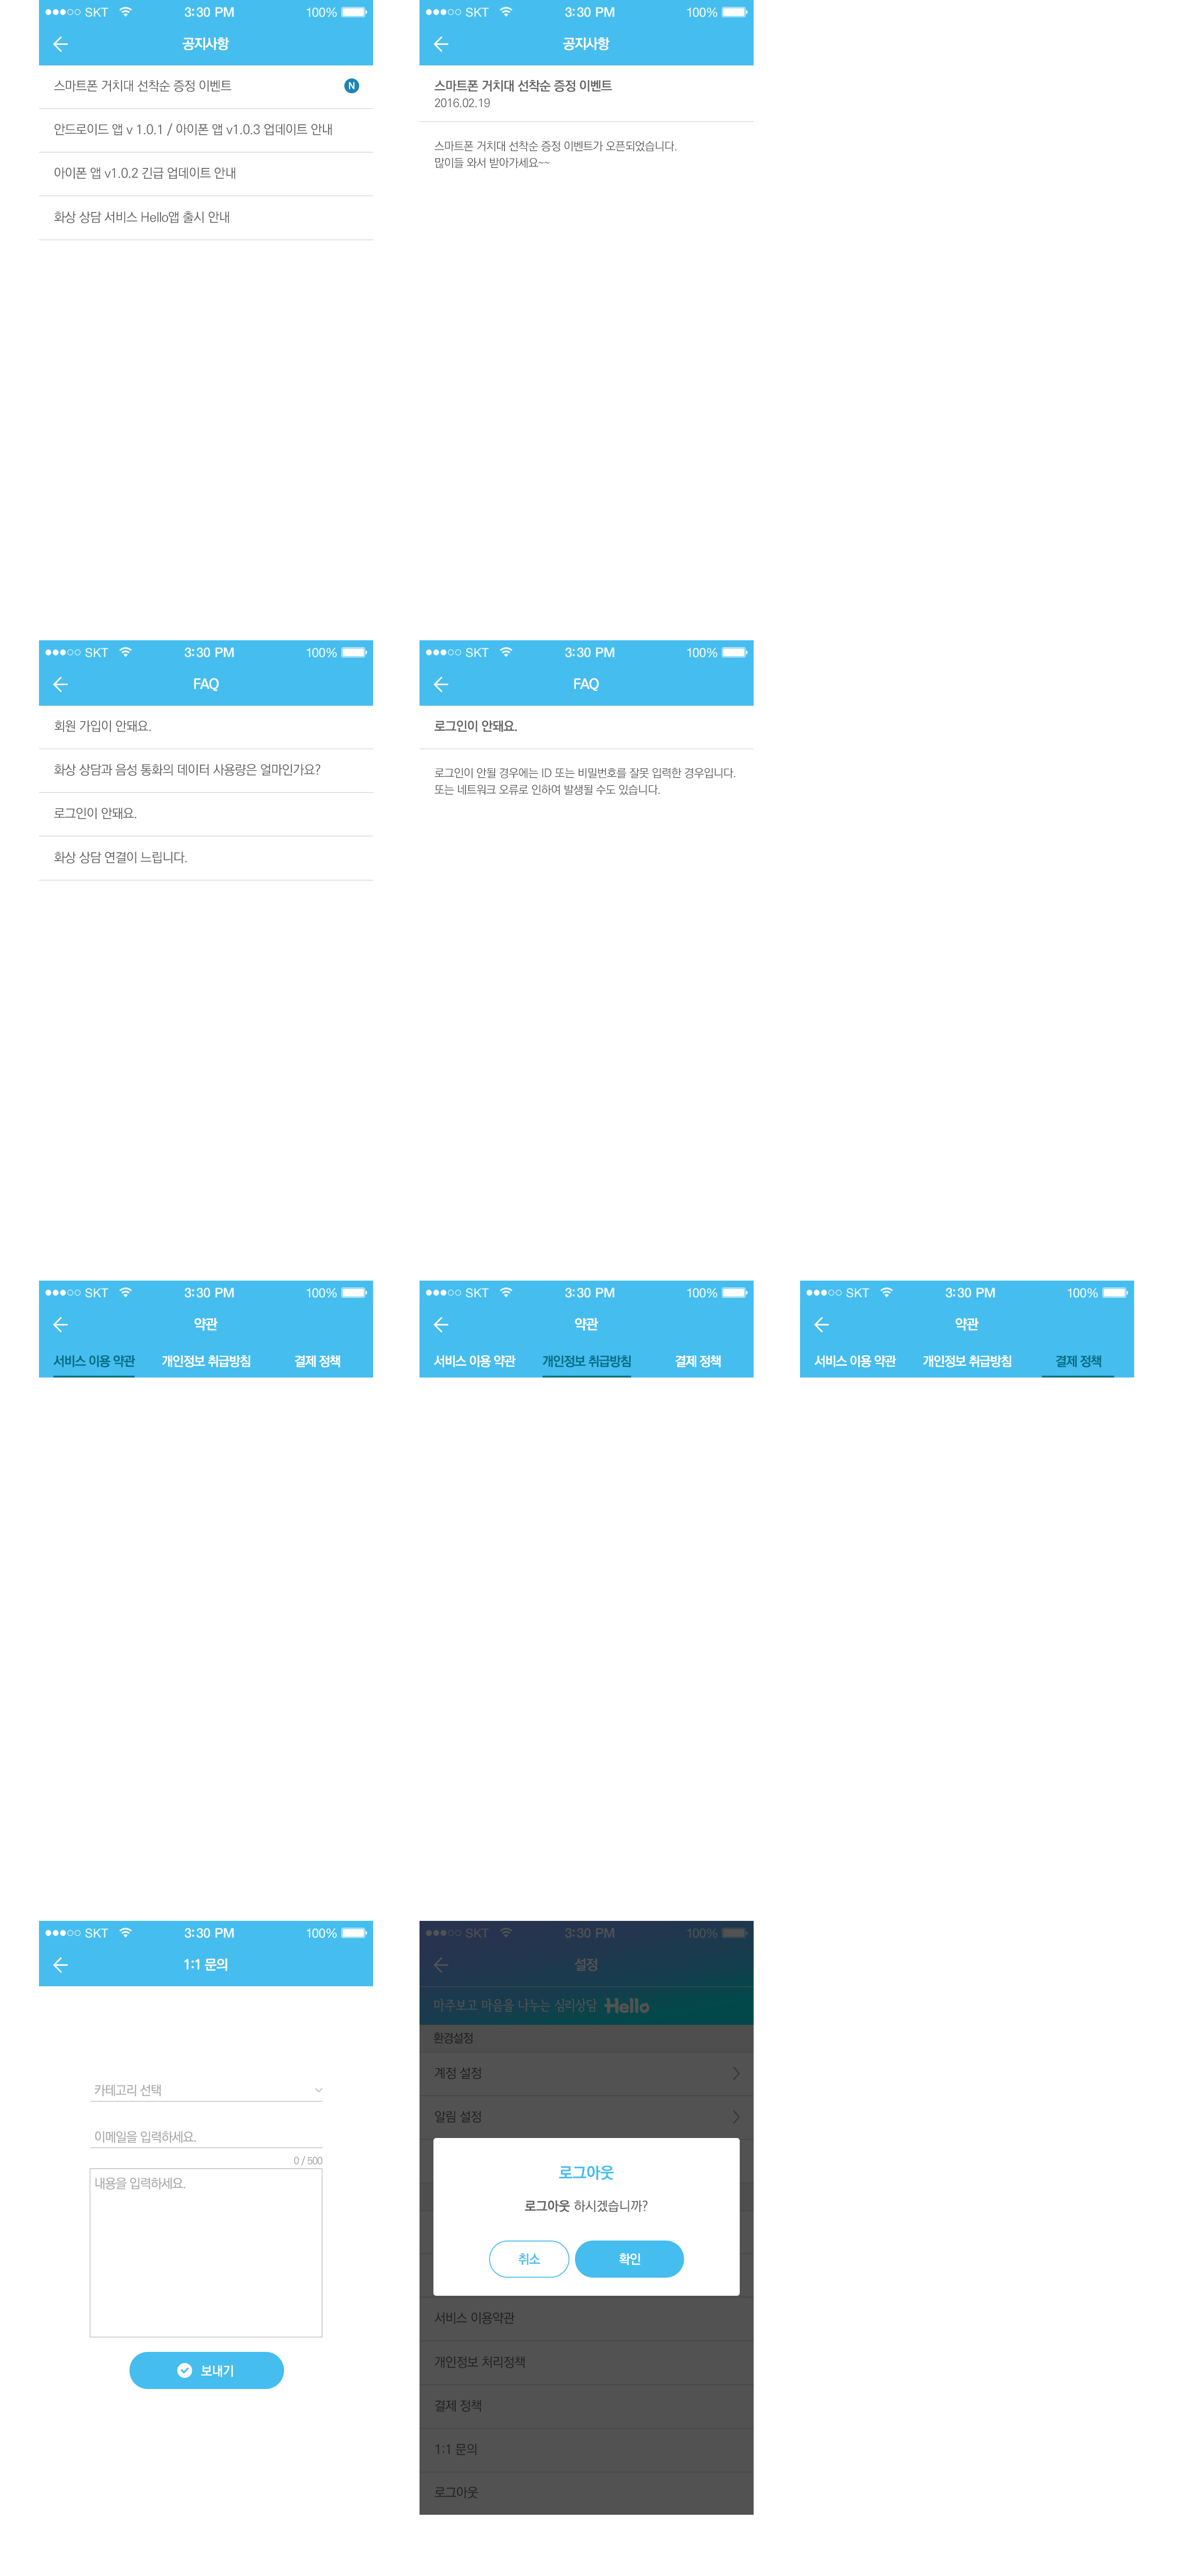 SKT 3:30 PM 100%
공지사항
스마트폰 거치대 선착순 증정 이벤트 N
안드로이드 앱 v 1.0.1 / 아이폰 앱 v1.0.3 업데이트 안내
아이폰 앱 v1.0.2 긴급 업데이트 안내
화상 상담 서비스 Hello앱 출시 안내
SKT 3:30 PM 100%
공지사항
스마트폰 거치대 선착순 증정 이벤트
2016.02.19
스마트폰 거치대 선착순 증정 이벤트가 오픈되었습니다.
많이들 와서 받아가세요~~
SKT 3:30 PM 100%
FAQ
회원 가입이 안돼요.
화상 상담과 음성 통화의 데이터 사용량은 얼마인가요?
로그인이 안돼요.
화상 상담 연결이 느립니다.
SKT 3:30 PM 100%
FAQ
로그인이 안돼요.
로그인이 안될 경우에는 ID 또는 비밀번호를 잘못 입력한 경우입니다.
또는 네트워크 오류로 인하여 발생될 수도 있습니다.
SKT 3:30 PM 100%
약관
서비스 이용 약관 개인정보 취급방침 결제 정책
SKT 3:30 PM 100%
약관
서비스 이용 약관 개인정보 취급방침 결제 정책
SKT 3:30 PM 100%
약관
서비스 이용 약관 개인정보 취급방침 결제 정책
SKT 3:30 PM 100%
1:1 문의
카테고리 선택
이메일을 입력하세요.
0 / 500
내용을 입력하세요.
보내기
SKT 3:30 PM 100%
설정
마주보고 마음을 나누는 심리상담 Hello
환경설정
계정 설정
알림 설정
로그아웃
로그아웃 하시겠습니까?
취소 확인
서비스 이용약관
개인정보 처리정책
결제 정책
1:1 문의
로그아웃